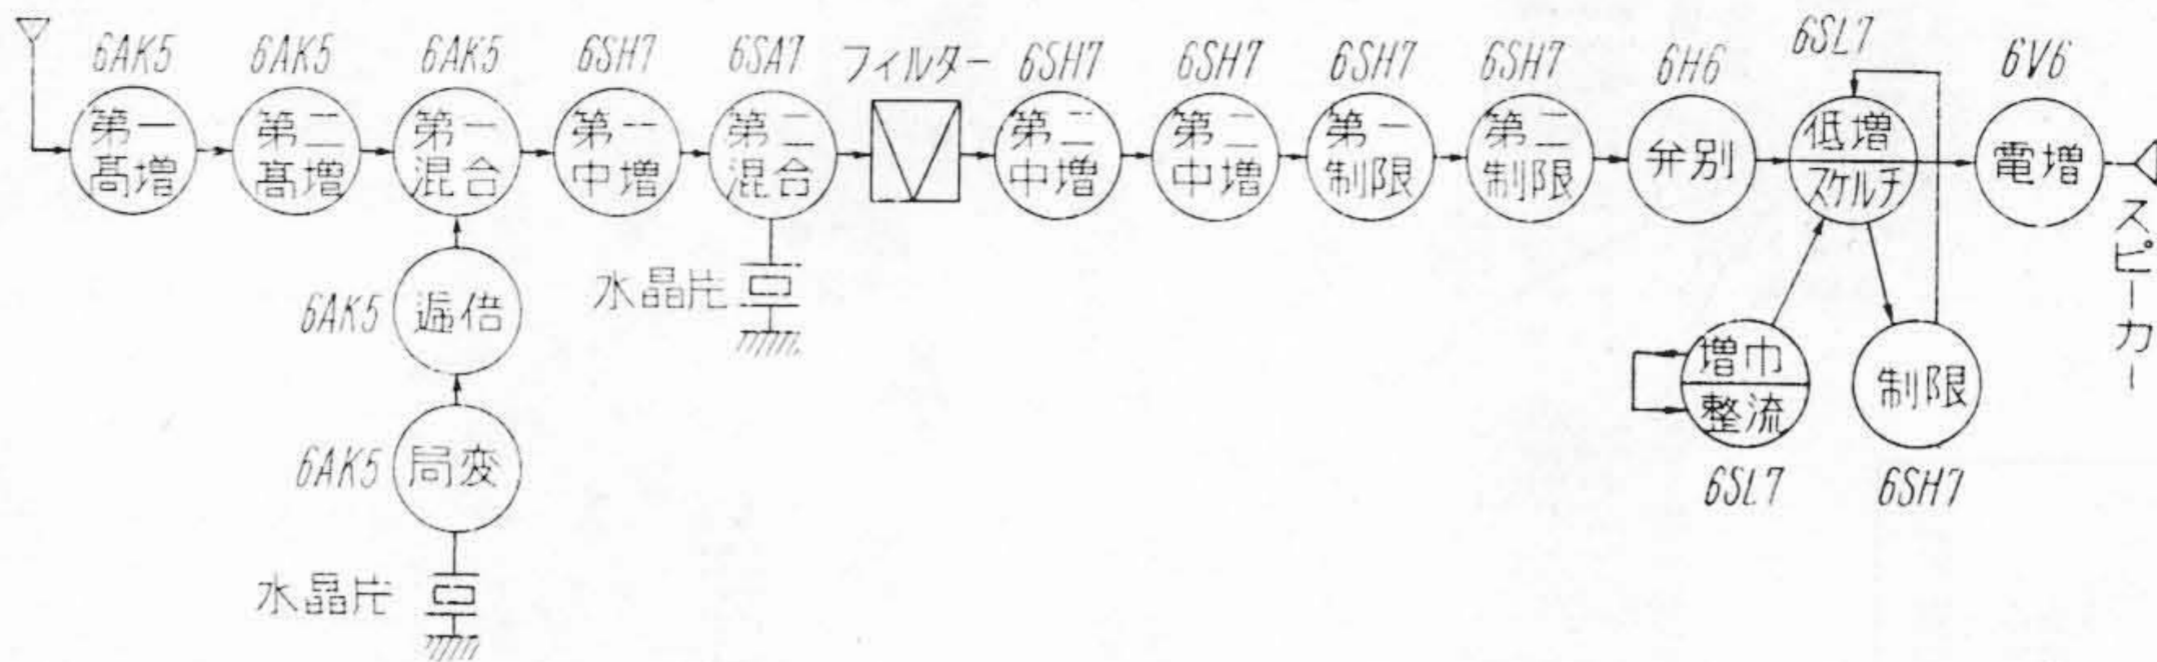 6AK5
第一
高増
6AK5
第二
高増
6AK5
第一
混合
6SH7
第一
中増
6SA7
第二
混合
フィルター
6SH7
第二
中増
6SH7
第二
中増
6SH7
第一
制限
6SH7
第二
制限
6H6
弁別
6SL7
低増
スケルチ
6V6
電増
スピーカー
6AK5
逓倍
水晶片
6AK5
局変
水晶片
増巾
整流
6SL7
制限
6SH7